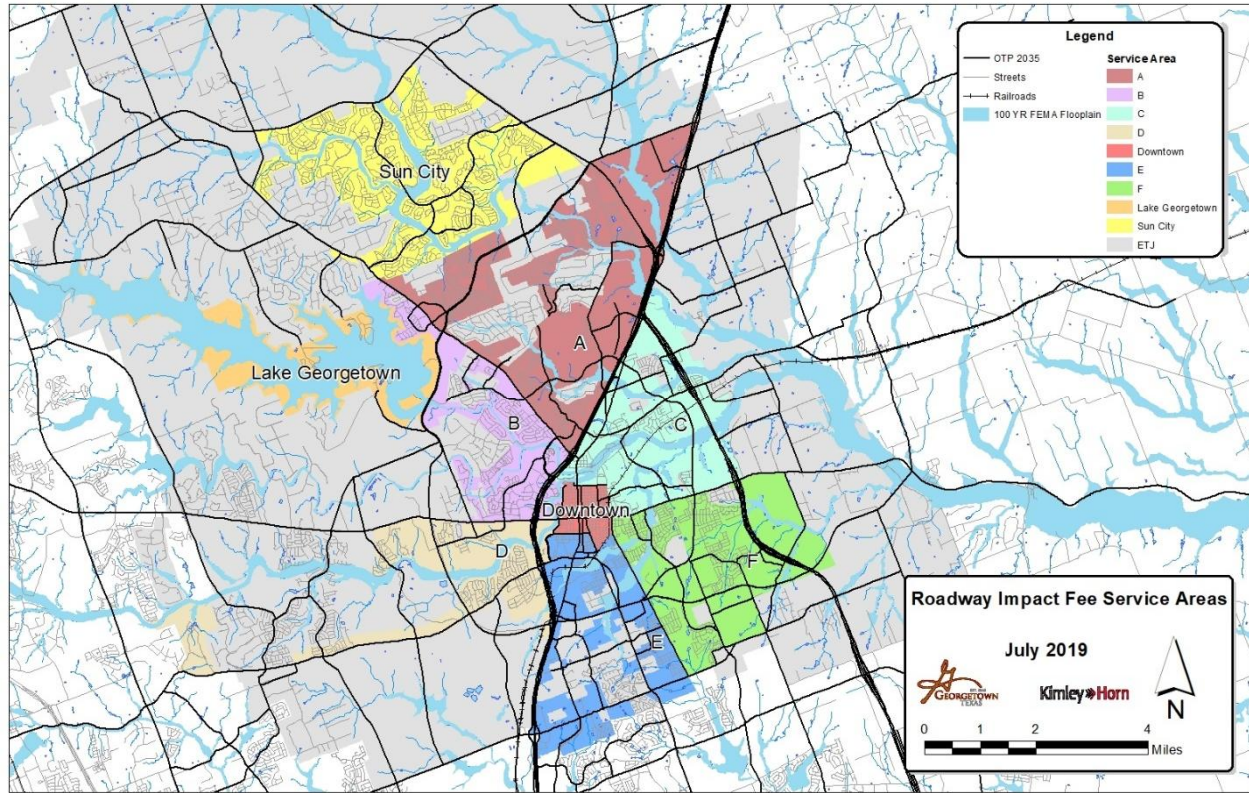 Legend
OTP 2035
Streets
Railroads
100 YR FEMA Flooplain
Service Area
A
B
C
D
Downtown
E
F
Lake Georgetown
Sun City
ETJ
Sun City
A
Lake Georgetown
B
C
Downtown
D
F
E
Roadway Impact Fee Service Areas
July 2019
GEORGETOWN
TEXAS
Kimley»Horn
N
0 1 2 4
Miles